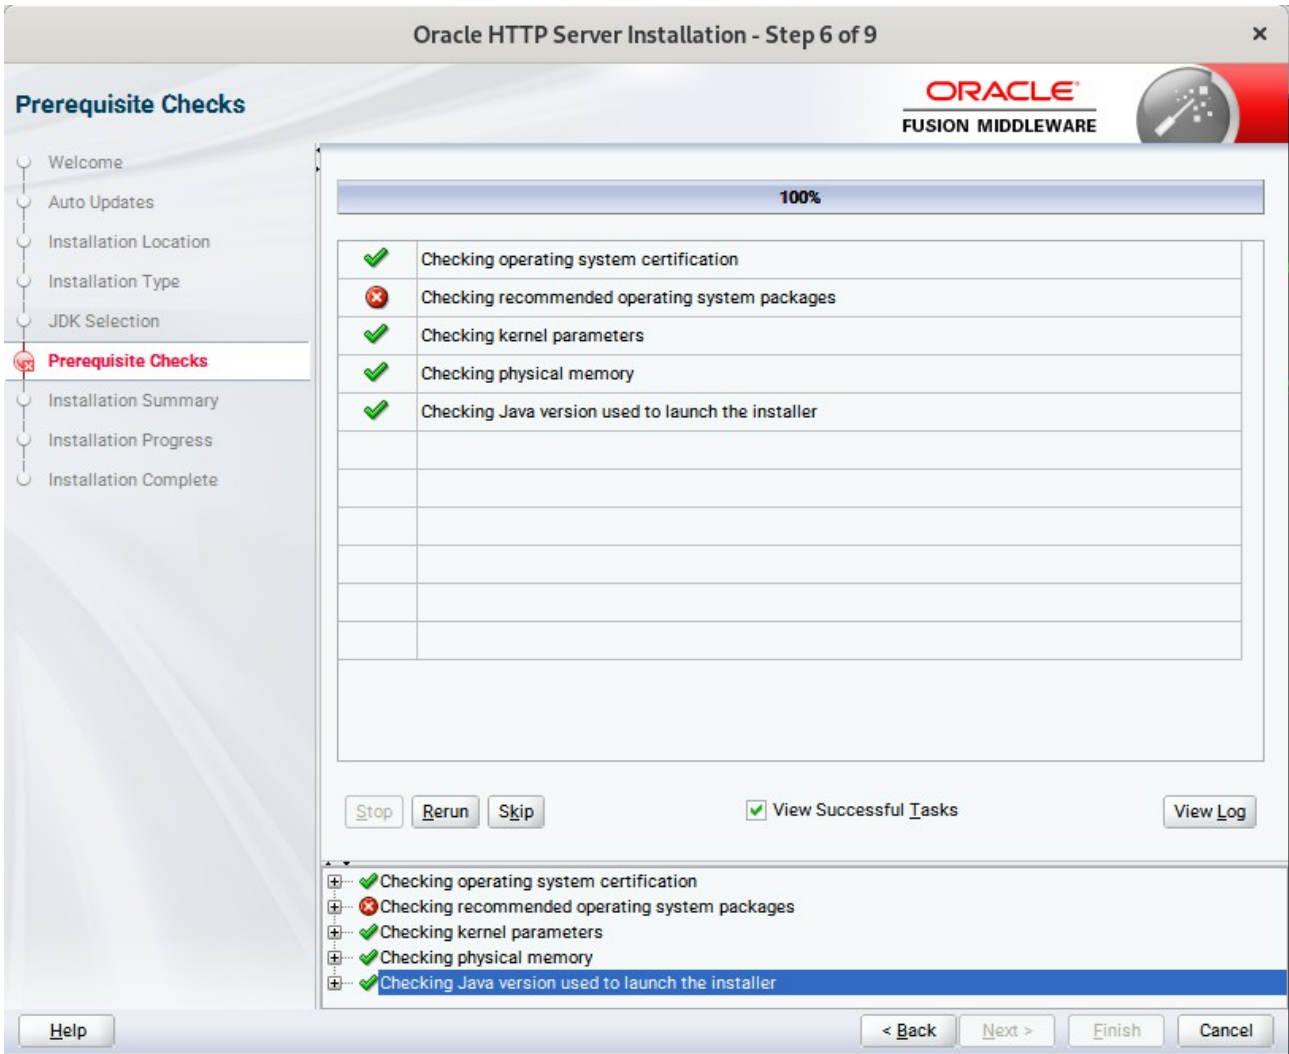 Oracle HTTP Server Installation - Step 6 of 9
Prerequisite Checks
ORACLE
FUSION MIDDLEWARE
Welcome
Auto Updates
Installation Location
Installation Type
JDK Selection
Prerequisite Checks
Installation Summary
Installation Progress
Installation Complete
100%
Checking operating system certification
Checking recommended operating system packages
Checking kernel parameters
Checking physical memory
Checking Java version used to launch the installer
Stop Rerun Skip View Successful Tasks View Log
Checking operating system certification
Checking recommended operating system packages
Checking kernel parameters
Checking physical memory
Checking Java version used to launch the installer
Help < Back Next > Finish Cancel